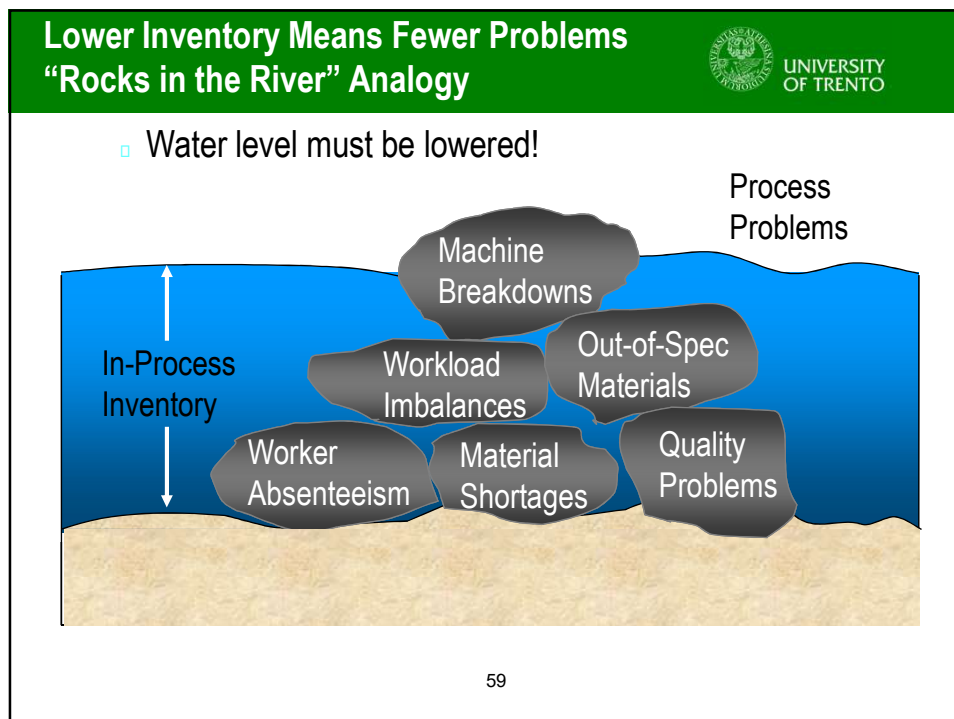 Lower Inventory Means Fewer Problems
“Rocks in the River” Analogy
UNIVERSITY
OF TRENTO
Water level must be lowered!
Process
Problems
Machine
Breakdowns
Out-of-Spec
Materials
In-Process
Inventory
Workload
Imbalances
Worker
Absenteeism
Material
Shortages
Quality
Problems
59